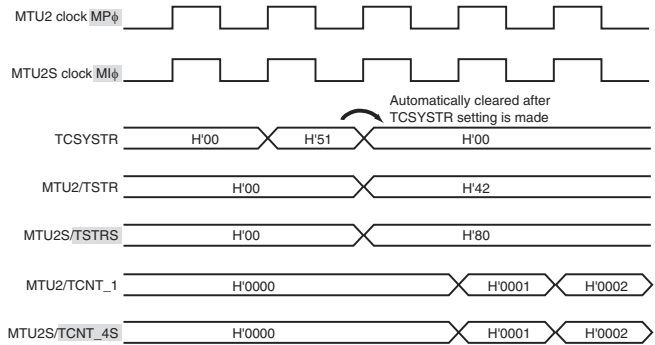 MTU2 clock MPϕ
MTU2S clock MIϕ
Automatically cleared after
TCSYSTR setting is made
TCSYSTR H'00 H'51 H'00
MTU2/TSTR H'00 H'42
MTU2S/TSTRS H'00 H'80
MTU2/TCNT_1 H'0000 H'0001 H'0002
MTU2S/TCNT_4S H'0000 H'0001 H'0002